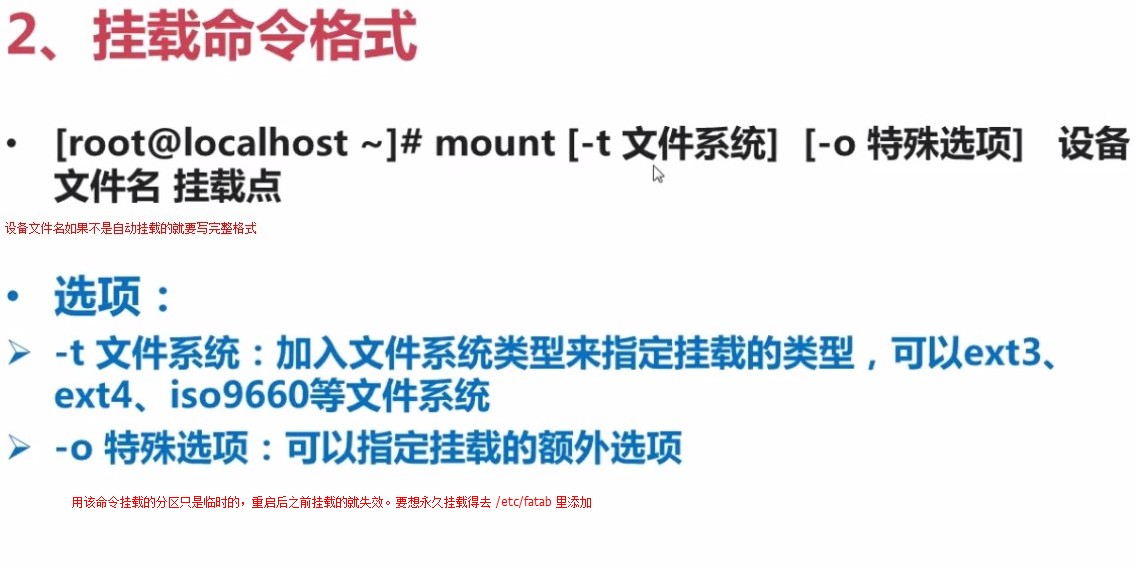 2、挂载命令格式
• [root@localhost ~]# mount [-t 文件系统] [-o 特殊选项] 设备
文件名 挂载点
设备文件名如果不是自动挂载的就要写完整格式
• 选项：
➢ -t 文件系统：加入文件系统类型来指定挂载的类型，可以ext3、
ext4、iso9660等文件系统
➢ -o 特殊选项：可以指定挂载的额外选项
用该命令挂载的分区只是临时的，重启后之前挂载的就失效。要想永久挂载得去 /etc/fatab 里添加